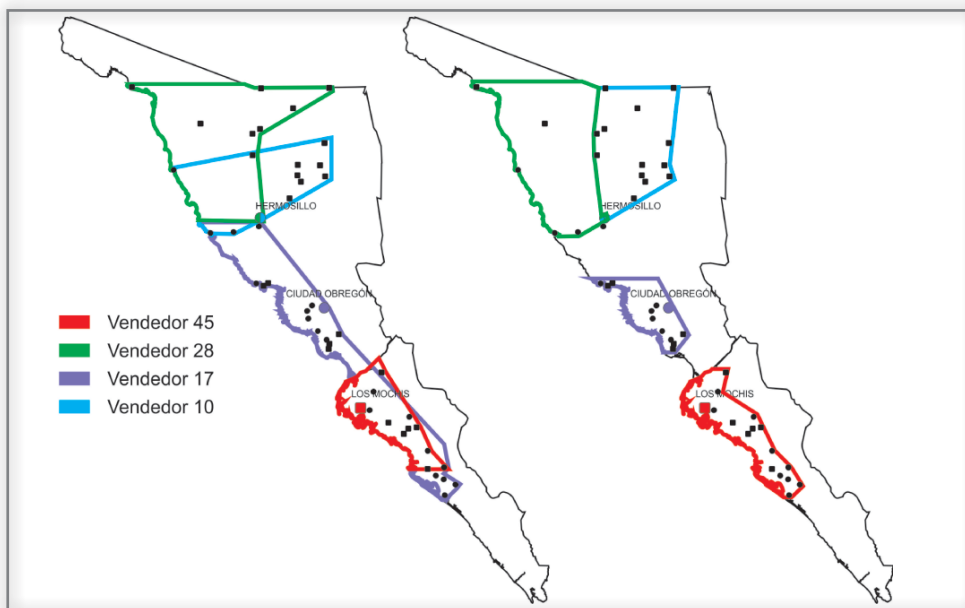 HERMOSILLO
CIUDAD OBREGÓN
LOS MOCHIS
Vendedor 45
Vendedor 28
Vendedor 17
Vendedor 10
HERMOSILLO
CIUDAD OBREGÓN
LOS MOCHIS